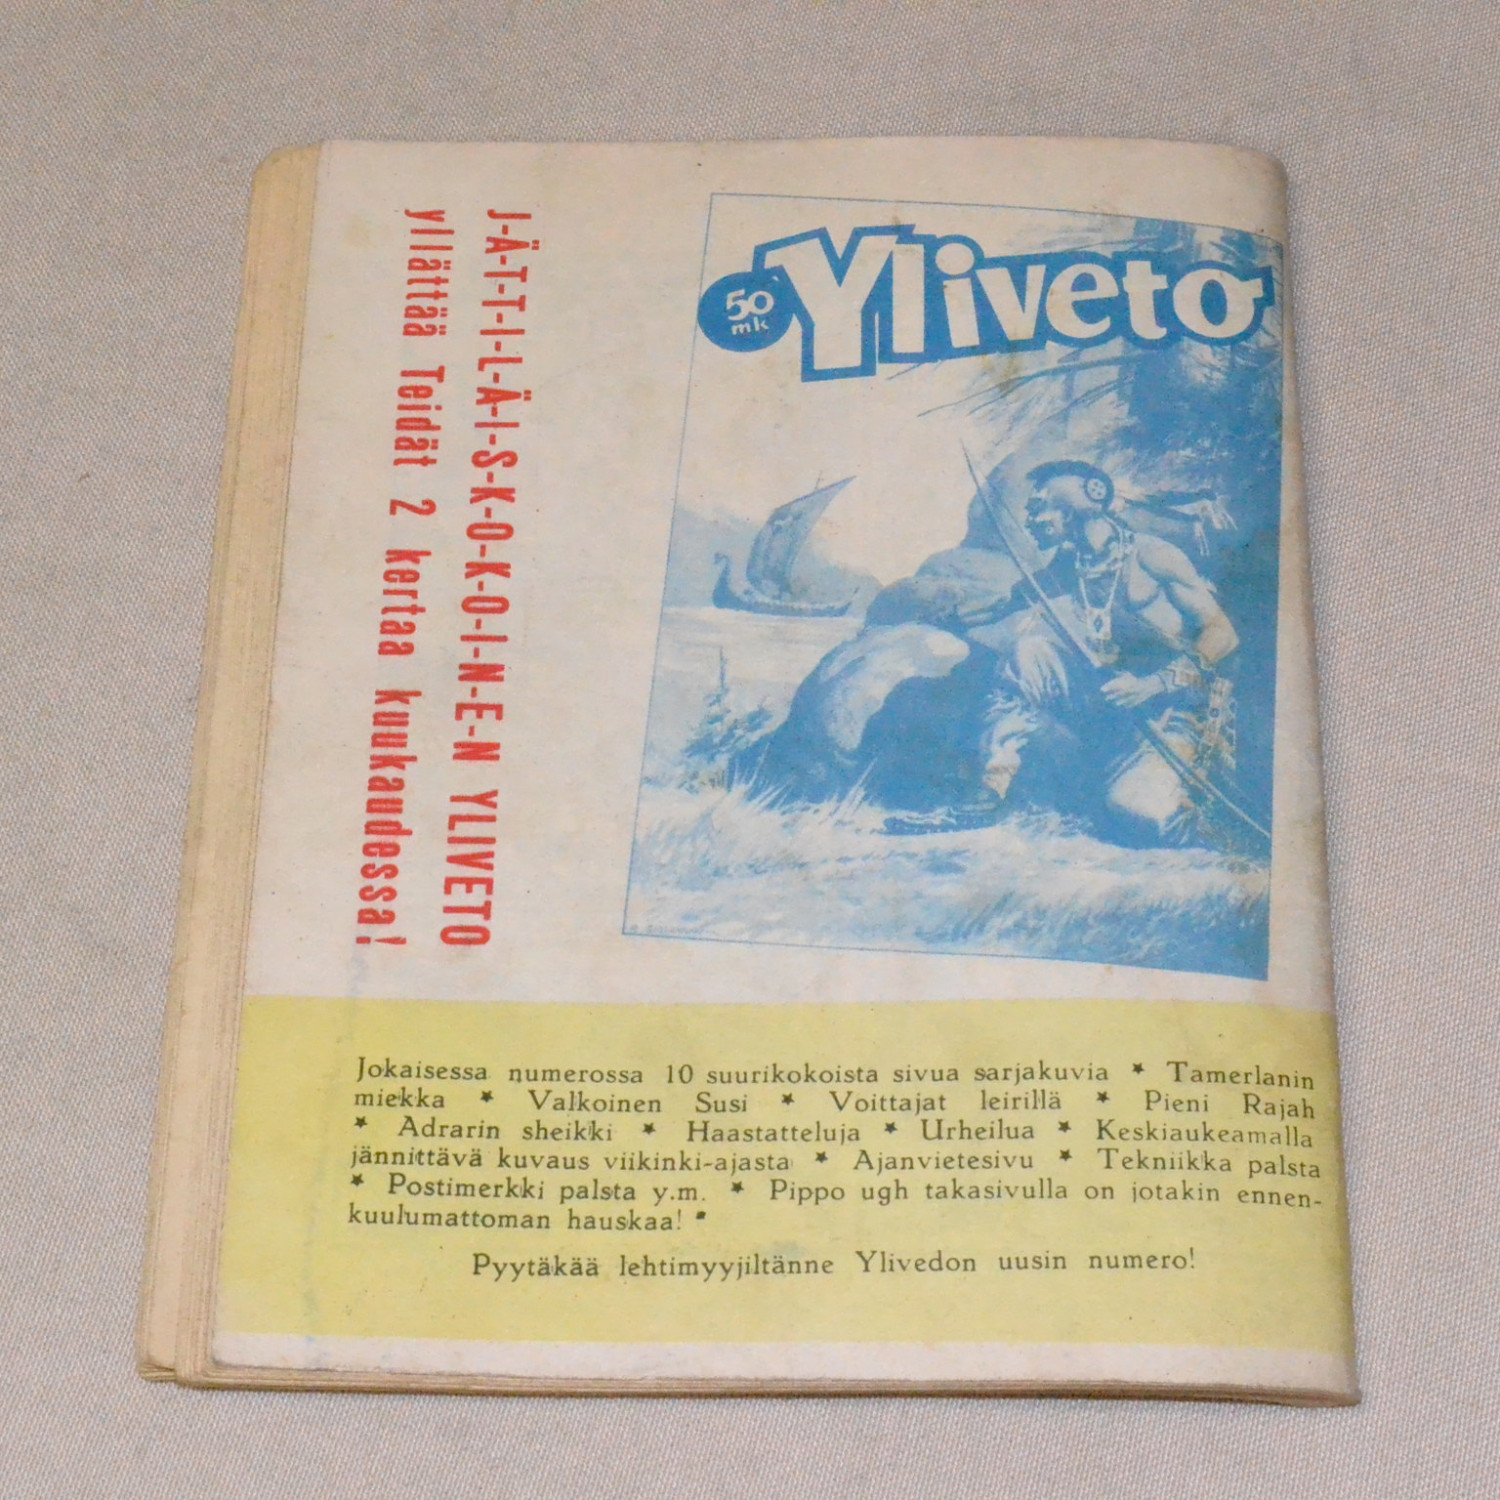 J-Ä-T-T-I-L-Ä-I-S-K-O-K-O-I-N-E-N YLIVETO
yllättää Teidät 2 kertaa kuukaudessa!
Yliveto
50
mk
Jokaisessa numerossa 10 suurikokoista sivua sarjakuvia * Tamerlanin
miekka * Valkoinen Susi * Voittajat leirillä * Pieni Rajah
* Adrarin sheikki * Haastatteluja * Urheilua * Keskiaukeamalla
jännittävä kuvaus viikinki-ajasta * Ajanvietesivu * Tekniikka palsta
* Postimerkki palsta y.m. * Pippo ugh takasivulla on jotakin ennen-
kuulumattoman hauskaa!
Pyytäkää lehtimyyjiltänne Ylivedon uusin numero!